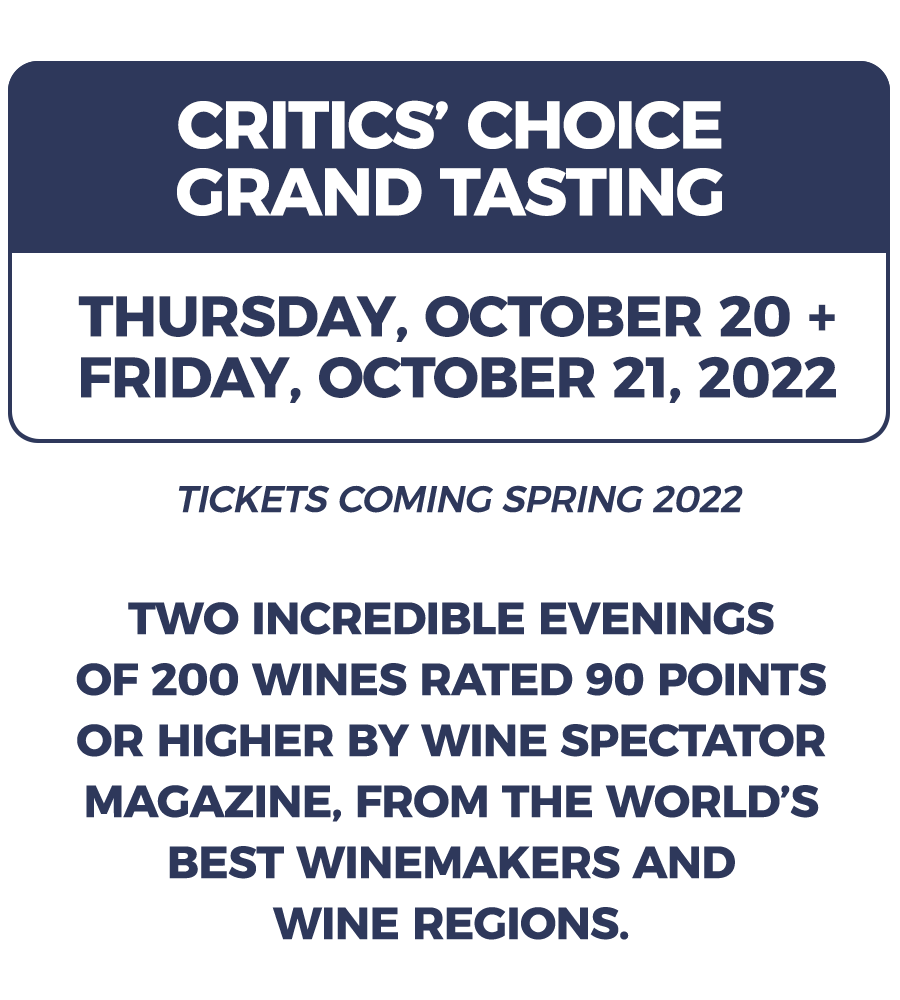 CRITICS’ CHOICE
GRAND TASTING
THURSDAY, OCTOBER 20 +
FRIDAY, OCTOBER 21, 2022
TICKETS COMING SPRING 2022
TWO INCREDIBLE EVENINGS
OF 200 WINES RATED 90 POINTS
OR HIGHER BY WINE SPECTATOR
MAGAZINE, FROM THE WORLD’S
BEST WINEMAKERS AND
WINE REGIONS.